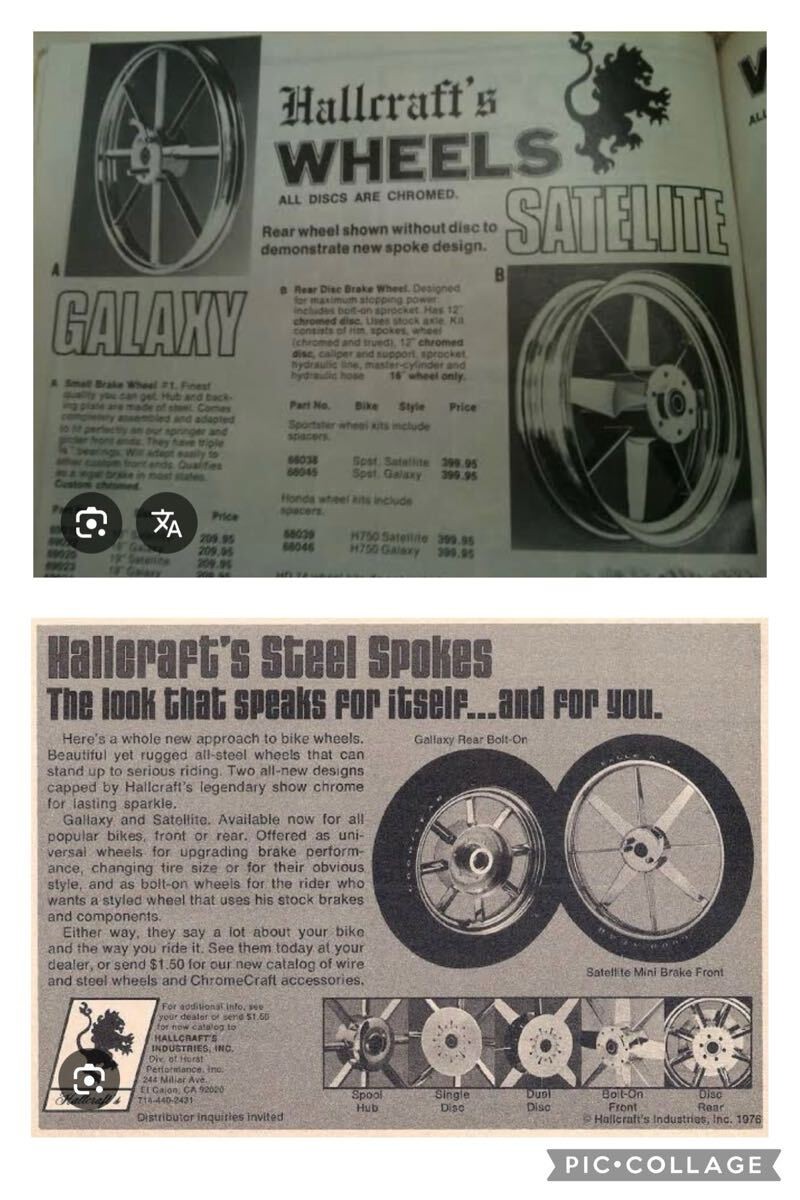 Hallcraft's
WHEELS
ALL DISCS ARE CHROMED.
SATELITE
Rear wheel shown without disc to
demonstrate new spoke design.
A
GALAXY
A Small Brake Wheel #1. Finest
quality you can get. Hub and back-
ing plate are made of steel. Comes
completely assembled and adapted
to fit perfectly on our springer and
girder front ends. They have triple
bearings. Will adapt easily to
other custom front ends. Qualifies
as a legal brake in most states.
Custom chromed.
Price
209.95
Galaxy 209.95
69020 19" Satelite 209.95
69023 19" Galaxy
B
B Rear Disc Brake Wheel. Designed
for maximum stopping power.
Includes bolt-on sprocket. Has 12"
chromed disc. Uses stock axle. Kit
consists of rim, spokes, wheel
(chromed and trued), 12" chromed
disc, caliper and support, sprocket,
hydraulic line, master-cylinder and
hydraulic hose 16" wheel only.
Part No. Bike Style Price
Sportster wheel kits include
spacers.
68038 Spst. Satellite 399.95
68045 Spst. Galaxy 399.95
Honda wheel kits include
spacers.
68039 H750 Satellite 399.95
68046 H750 Galaxy 399.95
ALL
Hallcraft's Steel Spokes
The look that speaks for itself...and for you.
Here's a whole new approach to bike wheels.
Beautiful yet rugged all-steel wheels that can
stand up to serious riding. Two all-new designs
capped by Hallcraft's legendary show chrome
for lasting sparkle.
Gallaxy and Satellite. Available now for all
popular bikes, front or rear. Offered as uni-
versal wheels for upgrading brake perform-
ance, changing tire size or for their obvious
style, and as bolt-on wheels for the rider who
wants a styled wheel that uses his stock brakes
and components.
Either way, they say a lot about your bike
and the way you ride it. See them today at your
dealer, or send $1.50 for our new catalog of wire
and steel wheels and ChromeCraft accessories.
Gallaxy Rear Bolt-On
GOODYEAR
Satellite Mini Brake Front
Hallcraft's
For additional info, see
your dealer or send $1.50
for new catalog to
HALLCRAFT'S
INDUSTRIES, INC.
Div. of Horst
Performance, Inc.
244 Millar Ave.
El Cajon, CA 92020
714-440-2431
Distributor Inquiries Invited
Spool
Hub
Single
Disc
Dual
Disc
Bolt-On
Front
Disc
Rear
© Hallcraft's Industries, Inc. 1976
PIC•COLLAGE